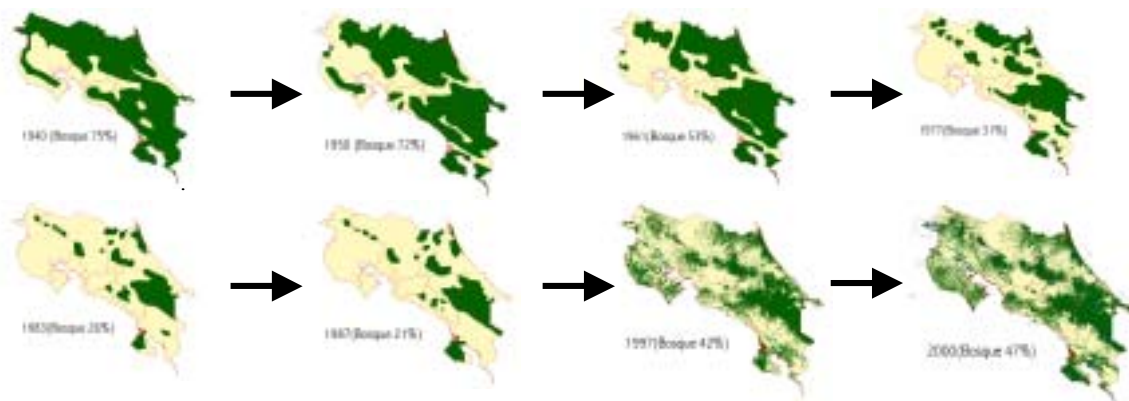 1940 (Bosque 75%)
1950 (Bosque 72%)
1961(Bosque 53%)
1977(Bosque 31%)
1983(Bosque 26%)
1987(Bosque 21%)
1997(Bosque 42%)
2000(Bosque 47%)